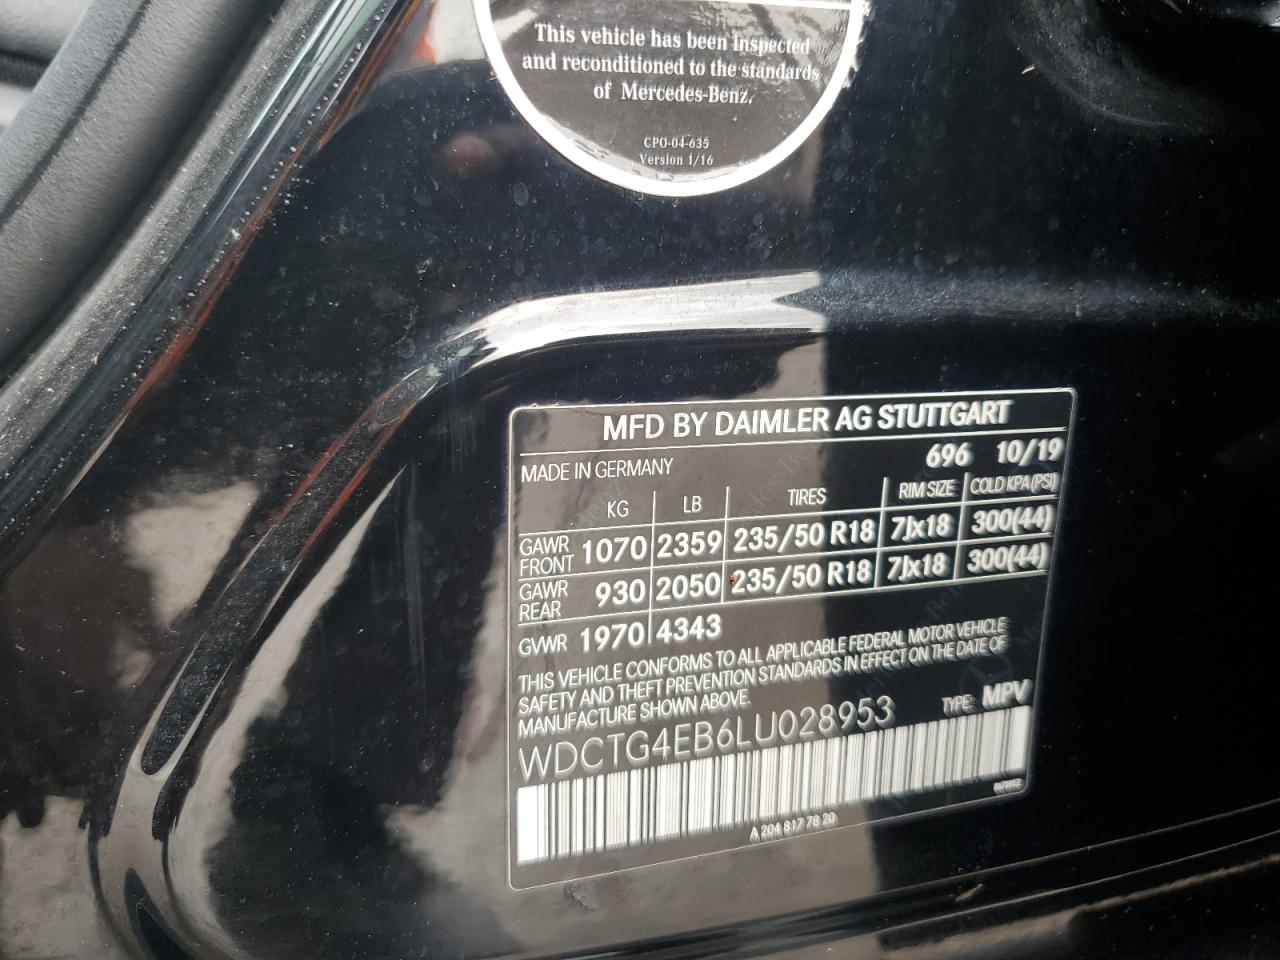 This vehicle has been inspected
and reconditioned to the standards
of Mercedes-Benz.
CPO-04-635
Version 1/16
MFD BY DAIMLER AG STUTTGART
MADE IN GERMANY 696 10/19
KG LB TIRES RIM SIZE COLD KPA(PSI)
GAWR FRONT 1070 2359 235/50 R18 7Jx18 300(44)
GAWR REAR 930 2050 235/50 R18 7Jx18 300(44)
GVWR 1970 4343
THIS VEHICLE CONFORMS TO ALL APPLICABLE FEDERAL MOTOR VEHICLE
SAFETY AND THEFT PREVENTION STANDARDS IN EFFECT ON THE DATE OF
MANUFACTURE SHOWN ABOVE.
WDCTG4EB6LU028953 TYPE: MPV
A 204 817 78 20